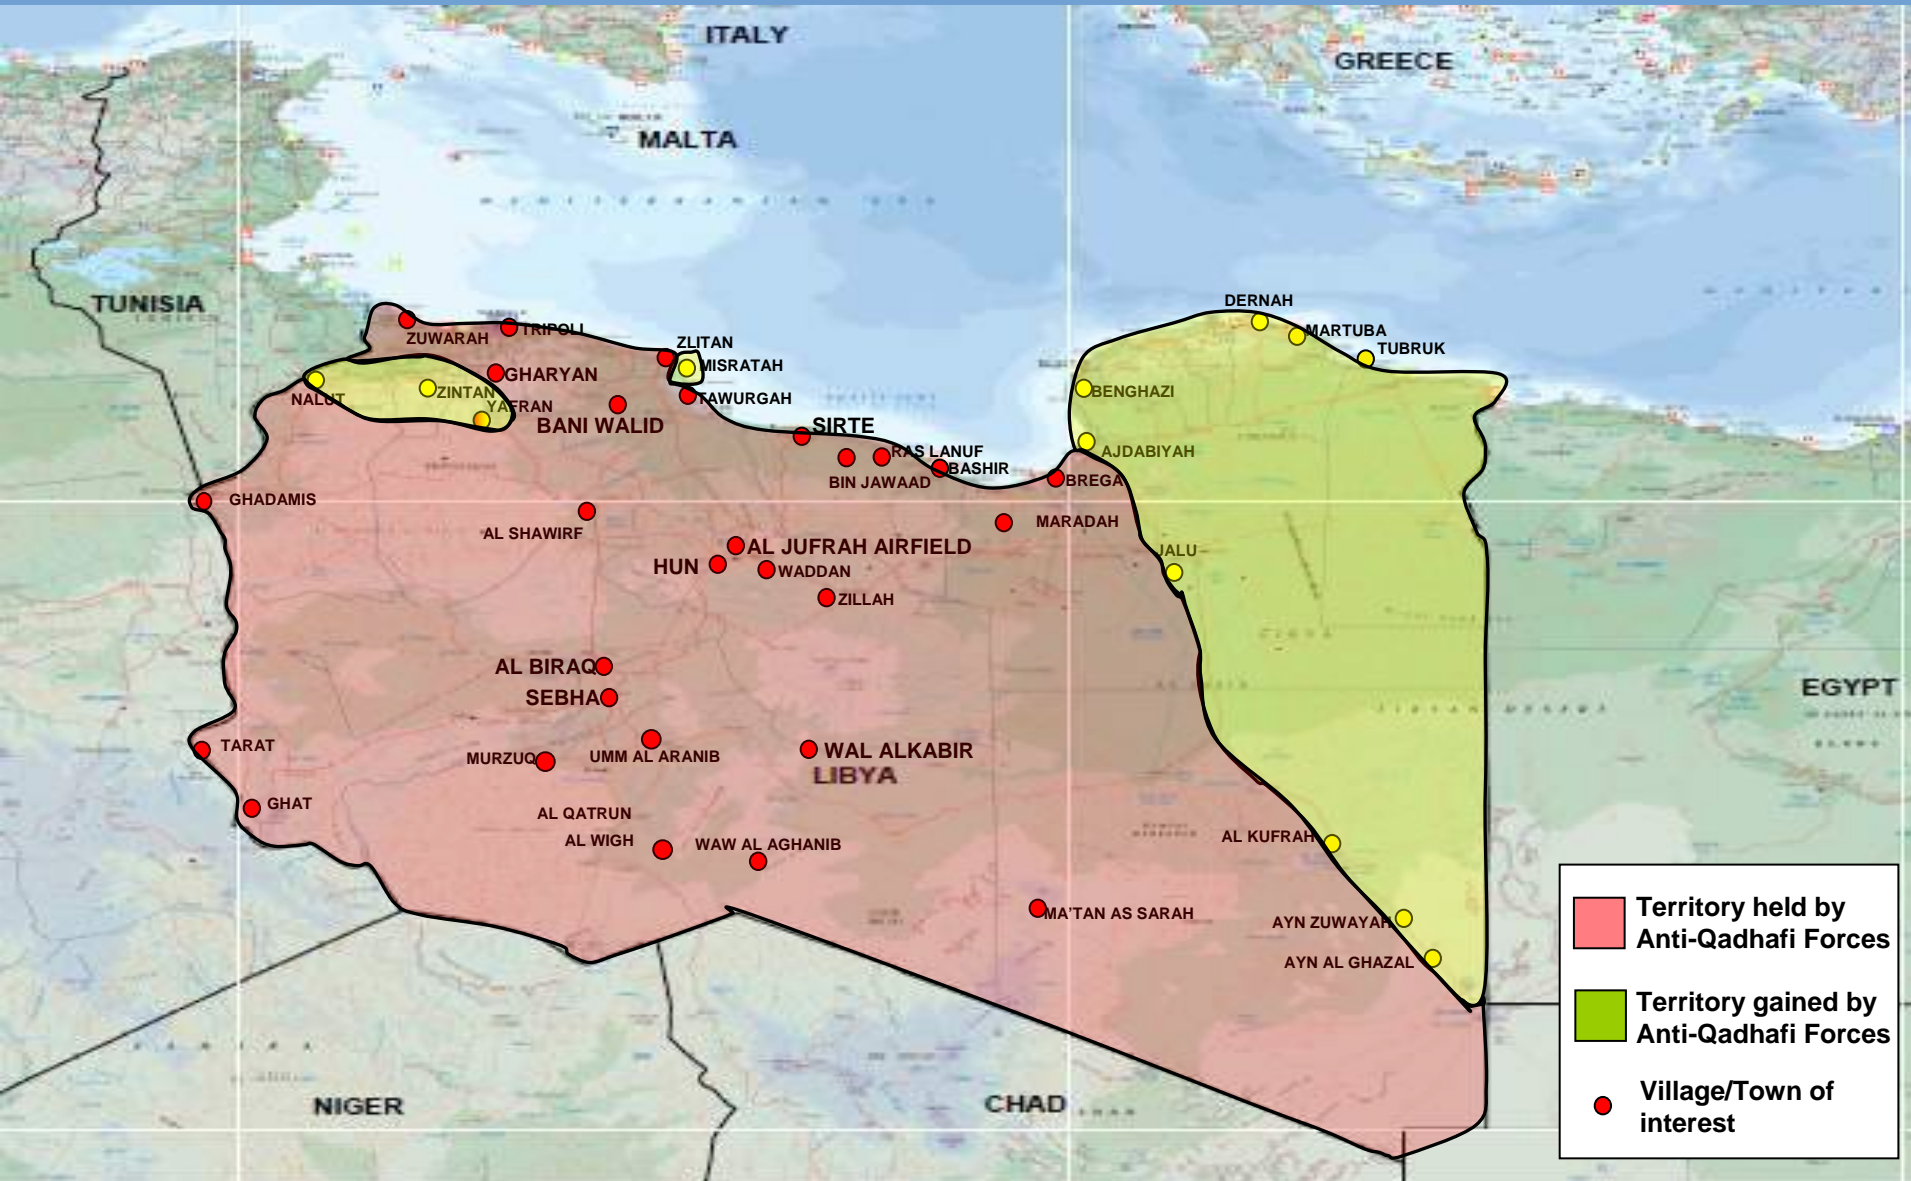 ITALY
GREECE
MALTA
TUNISIA
DERNAH
ZUWARAH
TRIPOLI
MARTUBA
ZLITAN
TUBRUK
MISRATAH
GHARYAN
NALUT
ZINTAN
TAWURGAH
BENGHAZI
YAFRAN
BANI WALID
SIRTE
RAS LANUF
AJDABIYAH
BASHIR
BIN JAWAAD
BREGA
GHADAMIS
AL SHAWIRF
MARADAH
AL JUFRAH AIRFIELD
JALU
HUN
WADDAN
ZILLAH
AL BIRAQ
SEBHA
EGYPT
TARAT
MURZUQ
UMM AL ARANIB
WAL ALKABIR
LIBYA
GHAT
AL QATRUN
AL WIGH
WAW AL AGHANIB
AL KUFRAH
MA’TAN AS SARAH
AYN ZUWAYAH
AYN AL GHAZAL
NIGER
CHAD
Territory held by
Anti-Qadhafi Forces
Territory gained by
Anti-Qadhafi Forces
Village/Town of
interest